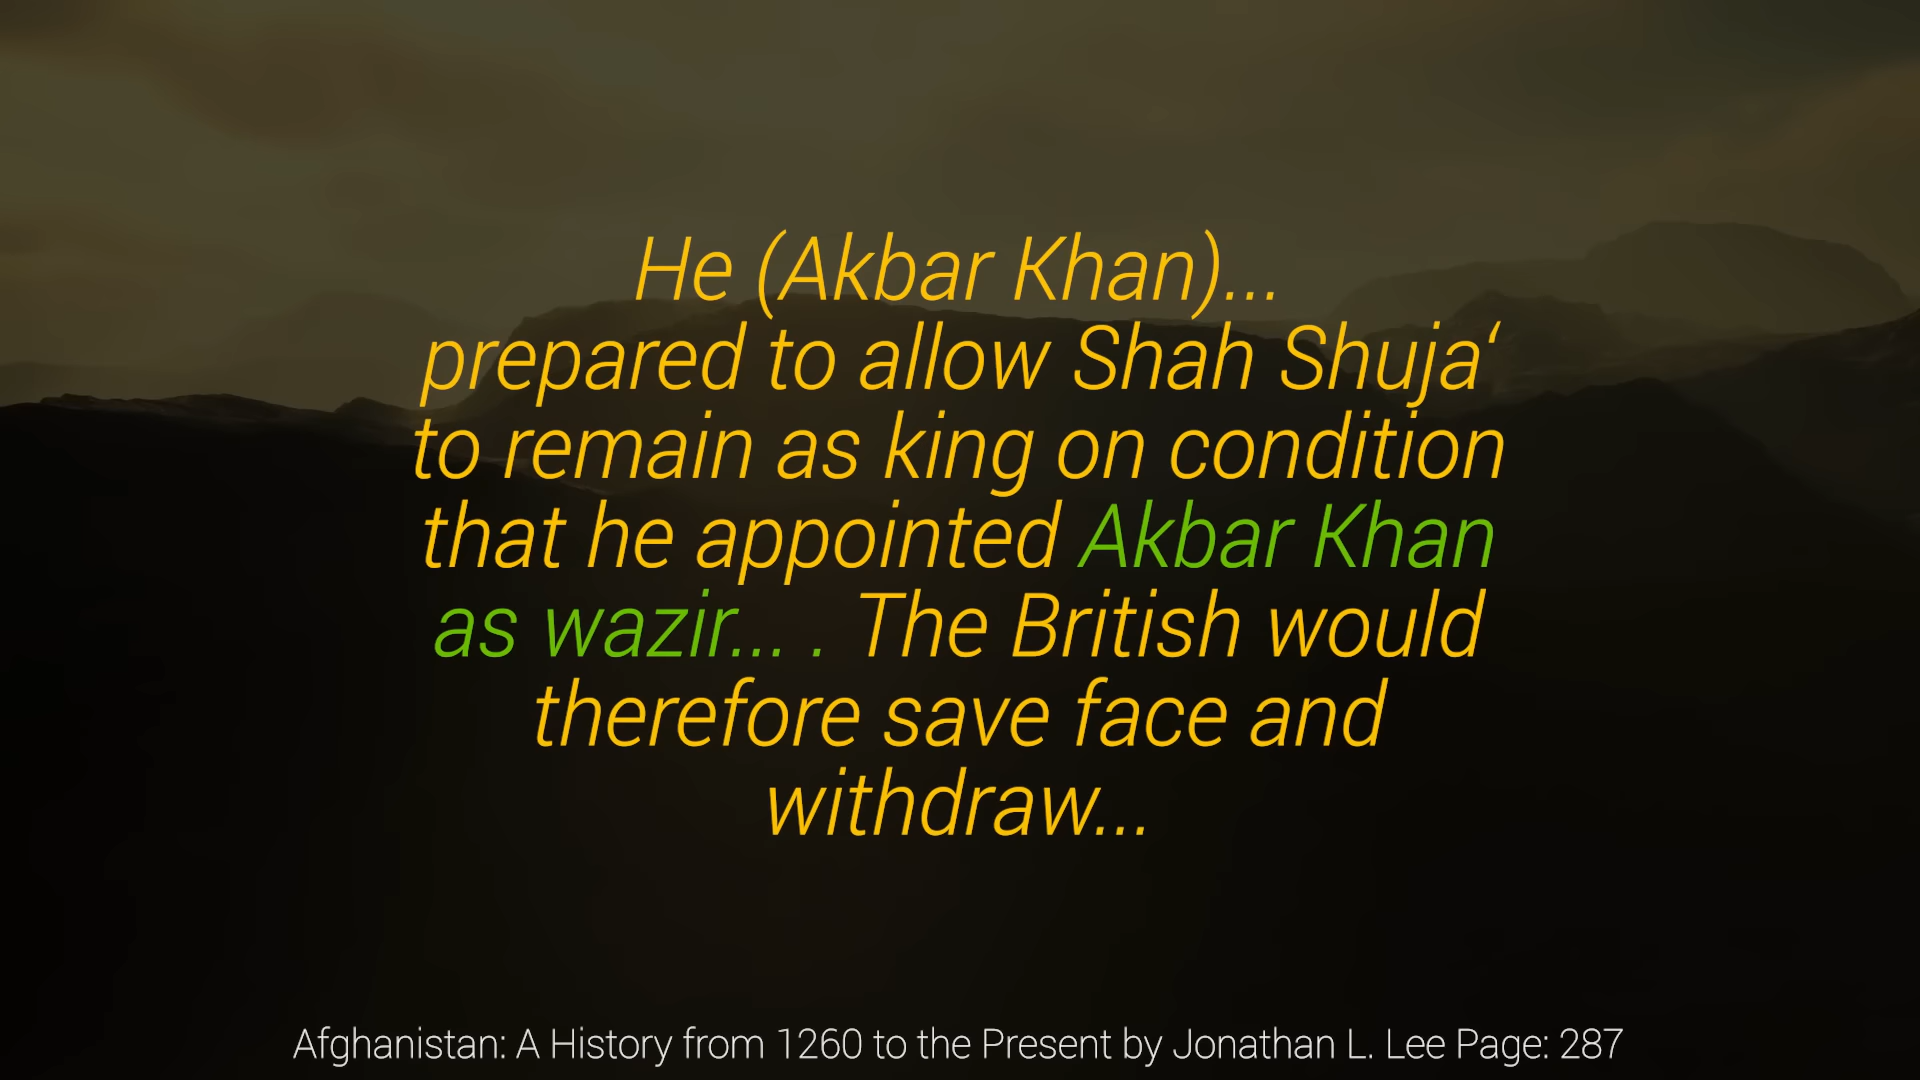 He (Akbar Khan)...
prepared to allow Shah Shuja‘
to remain as king on condition
that he appointed Akbar Khan
as wazir... . The British would
therefore save face and
withdraw...
Afghanistan: A History from 1260 to the Present by Jonathan L. Lee Page: 287